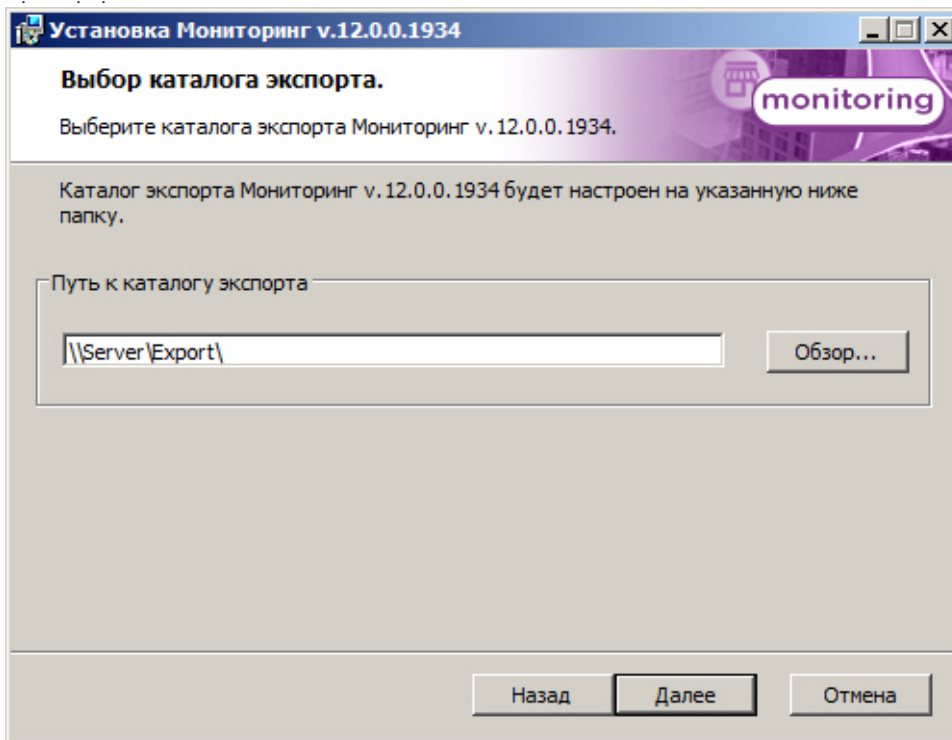 Установка Мониторинг v.12.0.0.1934
Выбор каталога экспорта.
monitoring
Выберите каталога экспорта Мониторинг v.12.0.0.1934.
Каталог экспорта Мониторинг v.12.0.0.1934 будет настроен на указанную ниже
папку.
Путь к каталогу экспорта
\\Server\Export\
Обзор...
Назад
Далее
Отмена